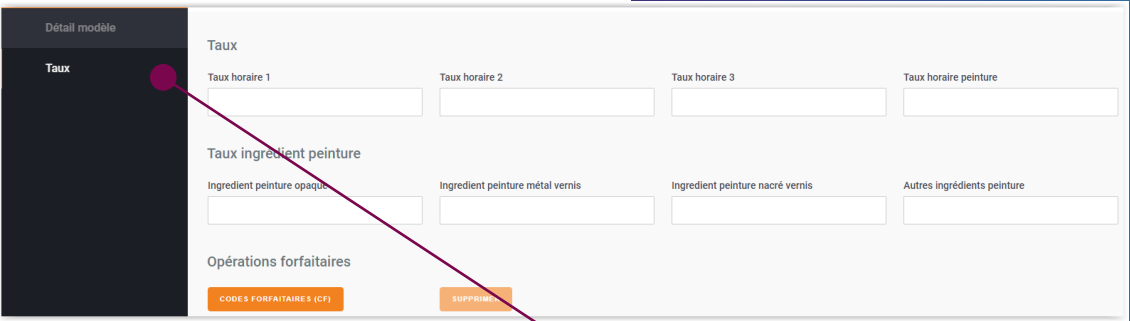 Détail modèle
Taux
Taux
Taux horaire 1 Taux horaire 2 Taux horaire 3 Taux horaire peinture
Taux ingrédient peinture
Ingredient peinture opaque Ingredient peinture métal vernis Ingredient peinture nacré vernis Autres ingrédients peinture
Opérations forfaitaires
CODES FORFAITAIRES (CF) SUPPRIMER